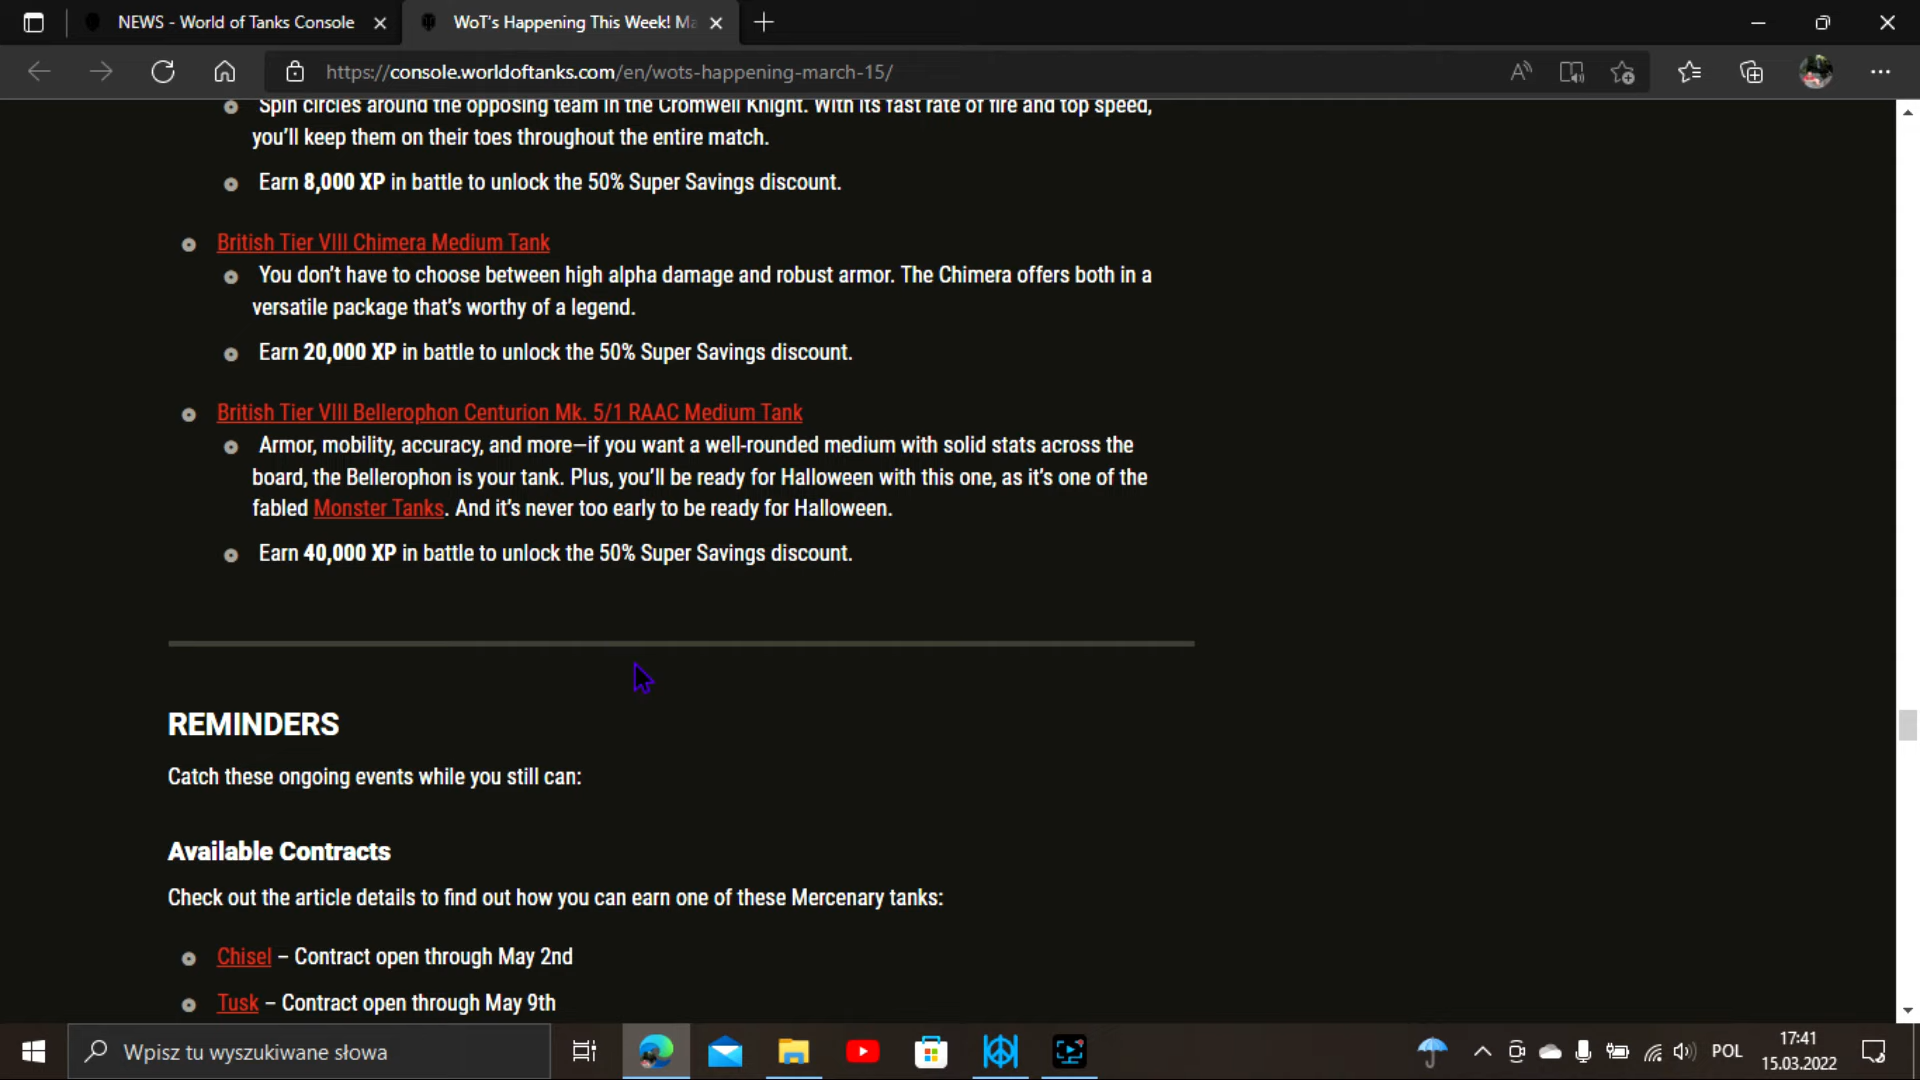 NEWS - World of Tanks Console
WoT's Happening This Week! Ma
https://console.worldoftanks.com/en/wots-happening-march-15/
Spin circles around the opposing team in the Cromwell Knight. With its fast rate of fire and top speed,
you'll keep them on their toes throughout the entire match.
Earn 8,000 XP in battle to unlock the 50% Super Savings discount.
British Tier VIII Chimera Medium Tank
You don't have to choose between high alpha damage and robust armor. The Chimera offers both in a
versatile package that's worthy of a legend.
Earn 20,000 XP in battle to unlock the 50% Super Savings discount.
British Tier VIII Bellerophon Centurion Mk. 5/1 RAAC Medium Tank
Armor, mobility, accuracy, and more—if you want a well-rounded medium with solid stats across the
board, the Bellerophon is your tank. Plus, you'll be ready for Halloween with this one, as it's one of the
fabled Monster Tanks. And it's never too early to be ready for Halloween.
Earn 40,000 XP in battle to unlock the 50% Super Savings discount.
REMINDERS
Catch these ongoing events while you still can:
Available Contracts
Check out the article details to find out how you can earn one of these Mercenary tanks:
Chisel – Contract open through May 2nd
Tusk – Contract open through May 9th
Wpisz tu wyszukiwane słowa
POL
17:41
15.03.2022